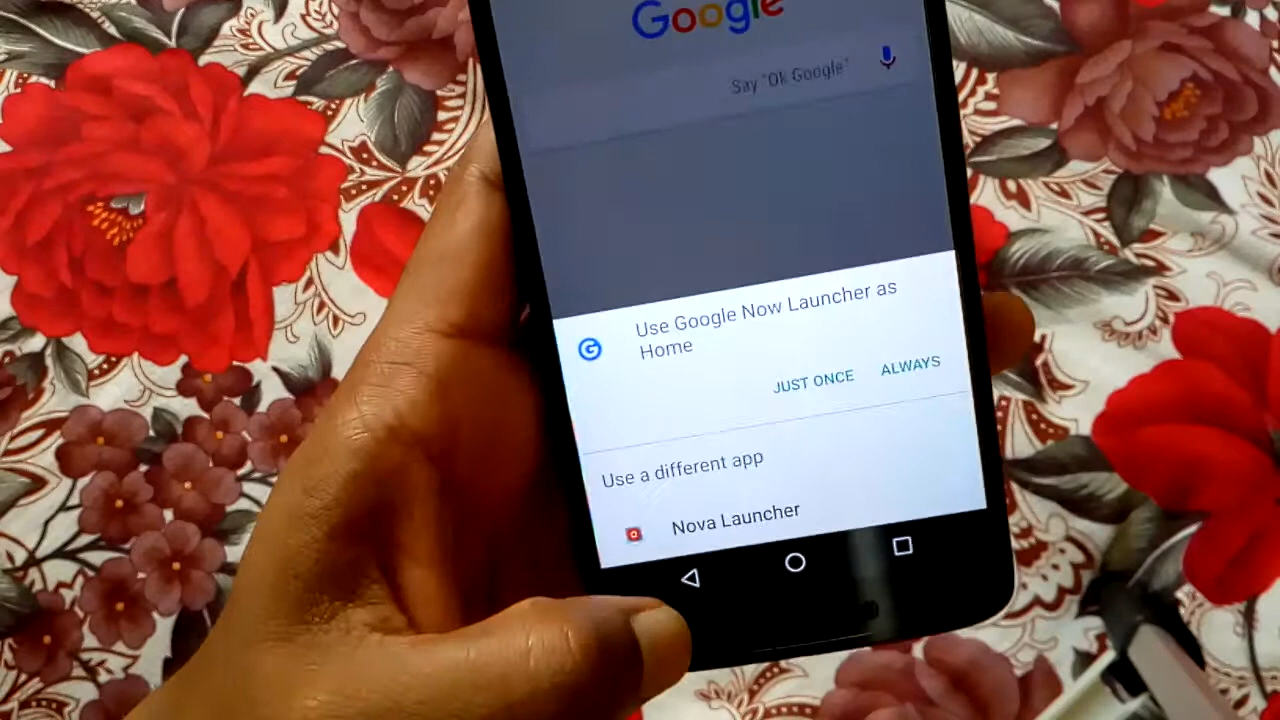 Google
Say "Ok Google"
Use Google Now Launcher as
Home
JUST ONCE ALWAYS
Use a different app
Nova Launcher